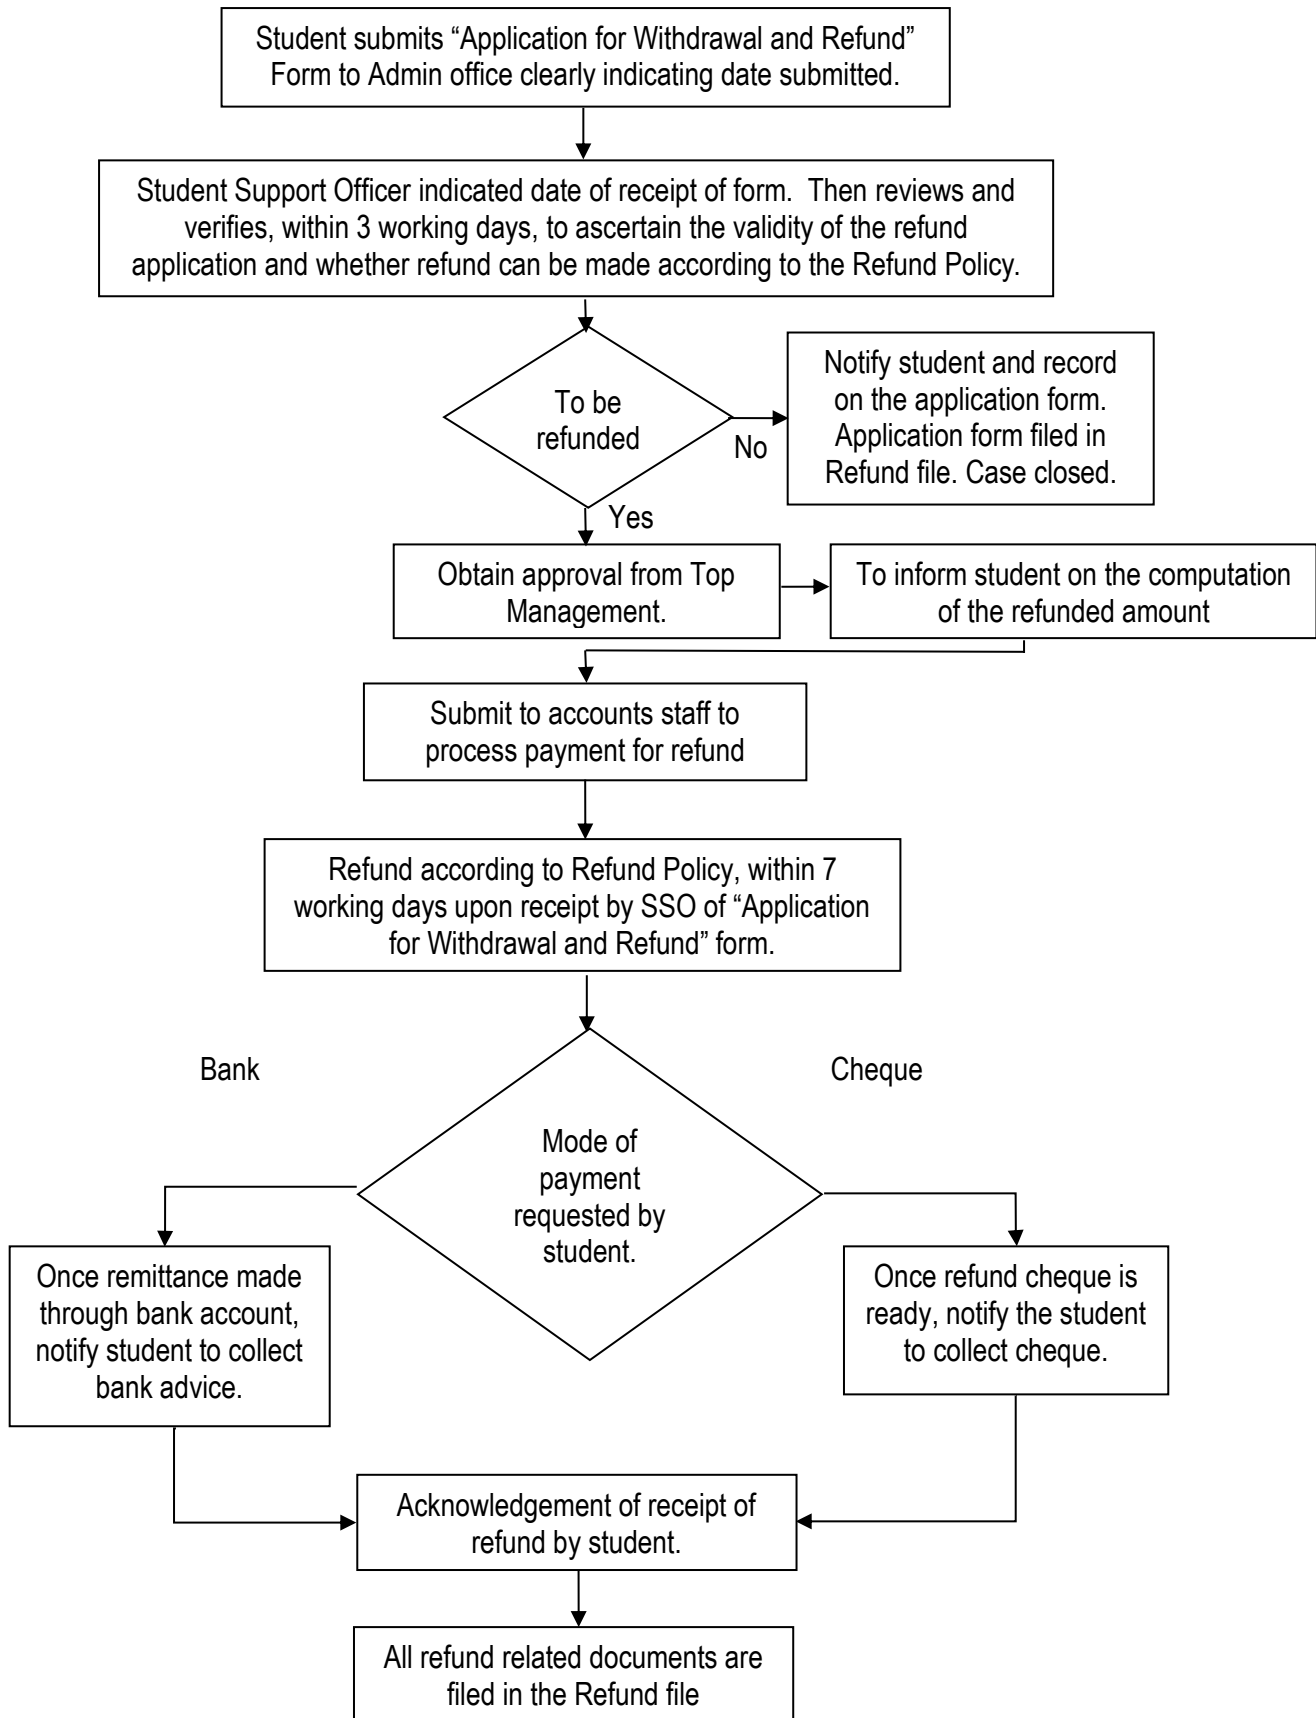 Student submits “Application for Withdrawal and Refund”
Form to Admin office clearly indicating date submitted.
Student Support Officer indicated date of receipt of form.  Then reviews and
verifies, within 3 working days, to ascertain the validity of the refund
application and whether refund can be made according to the Refund Policy.
To be
refunded
No
Notify student and record
on the application form.
Application form filed in
Refund file. Case closed.
Yes
Obtain approval from Top
Management.
To inform student on the computation
of the refunded amount
Submit to accounts staff to
process payment for refund
Refund according to Refund Policy, within 7
working days upon receipt by SSO of “Application
for Withdrawal and Refund” form.
Bank
Cheque
Mode of
payment
requested by
student.
Once remittance made
through bank account,
notify student to collect
bank advice.
Once refund cheque is
ready, notify the student
to collect cheque.
Acknowledgement of receipt of
refund by student.
All refund related documents are
filed in the Refund file